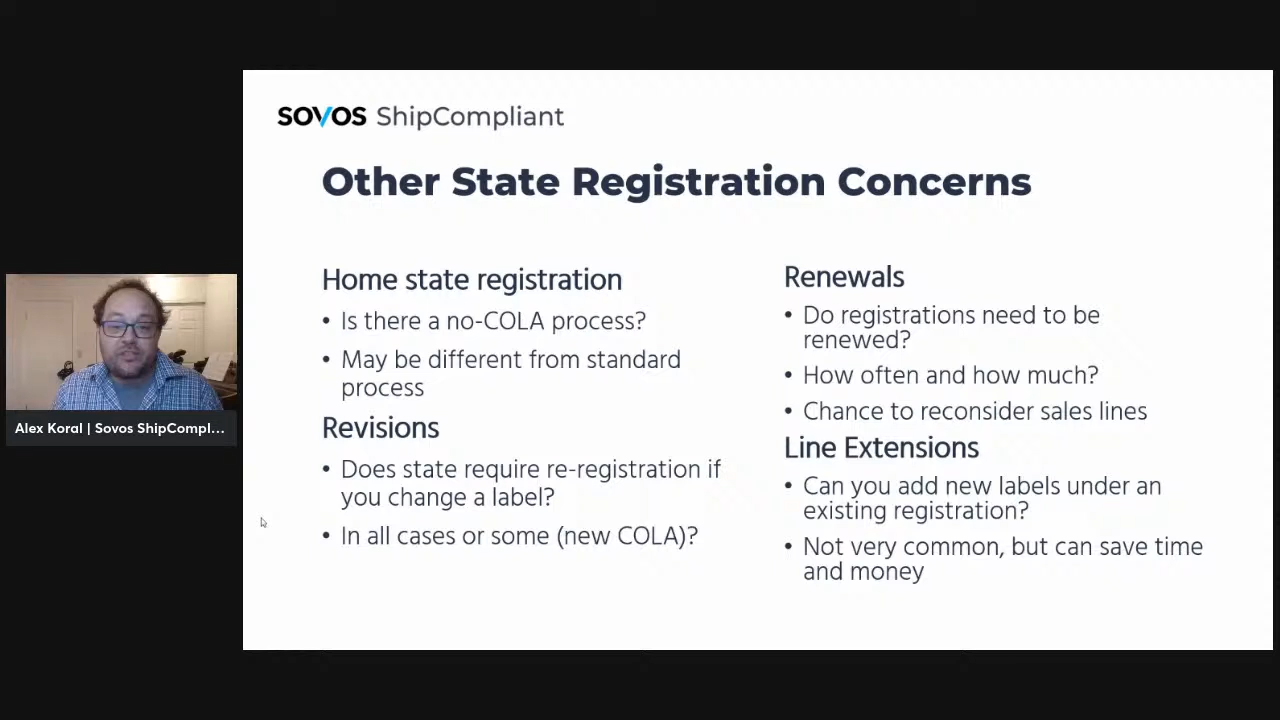 SOVOS ShipCompliant
Other State Registration Concerns
Home state registration
• Is there a no-COLA process?
• May be different from standard
process
Revisions
• Does state require re-registration if
you change a label?
• In all cases or some (new COLA)?
Renewals
• Do registrations need to be
renewed?
• How often and how much?
• Chance to reconsider sales lines
Line Extensions
• Can you add new labels under an
existing registration?
• Not very common, but can save time
and money
Alex Koral | Sovos ShipCompl...